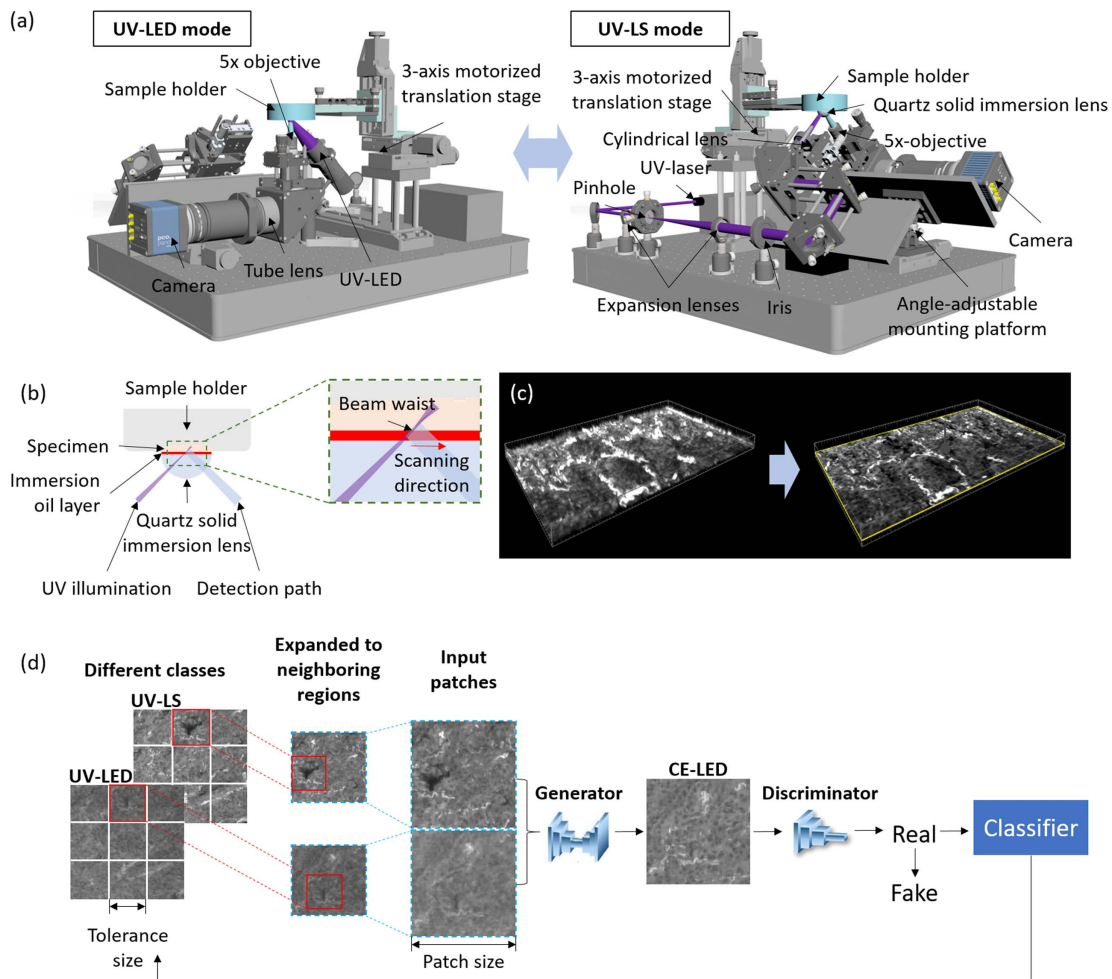 (a)
UV-LED mode
5x objective
Sample holder
3-axis motorized
translation stage
pco.
Camera
Tube lens
UV-LED
UV-LS mode
3-axis motorized
translation stage
Sample holder
Quartz solid immersion lens
Cylindrical lens
5x-objective
UV-laser
Pinhole
Camera
Expansion lenses
Iris
Angle-adjustable
mounting platform
(b)
Sample holder
Specimen
Immersion
oil layer
Quartz solid
immersion lens
UV illumination
Detection path
Beam waist
Scanning
direction
(c)
(d)
Different classes
UV-LS
UV-LED
Tolerance
size
Expanded to
neighboring
regions
Input
patches
Patch size
Generator
CE-LED
Discriminator
Real
Fake
Classifier